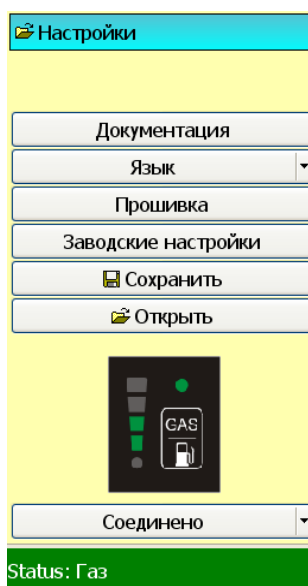 Настройки
Документация
Язык
Прошивка
Заводские настройки
Сохранить
Открыть
GAS
Соединено
Status: Газ